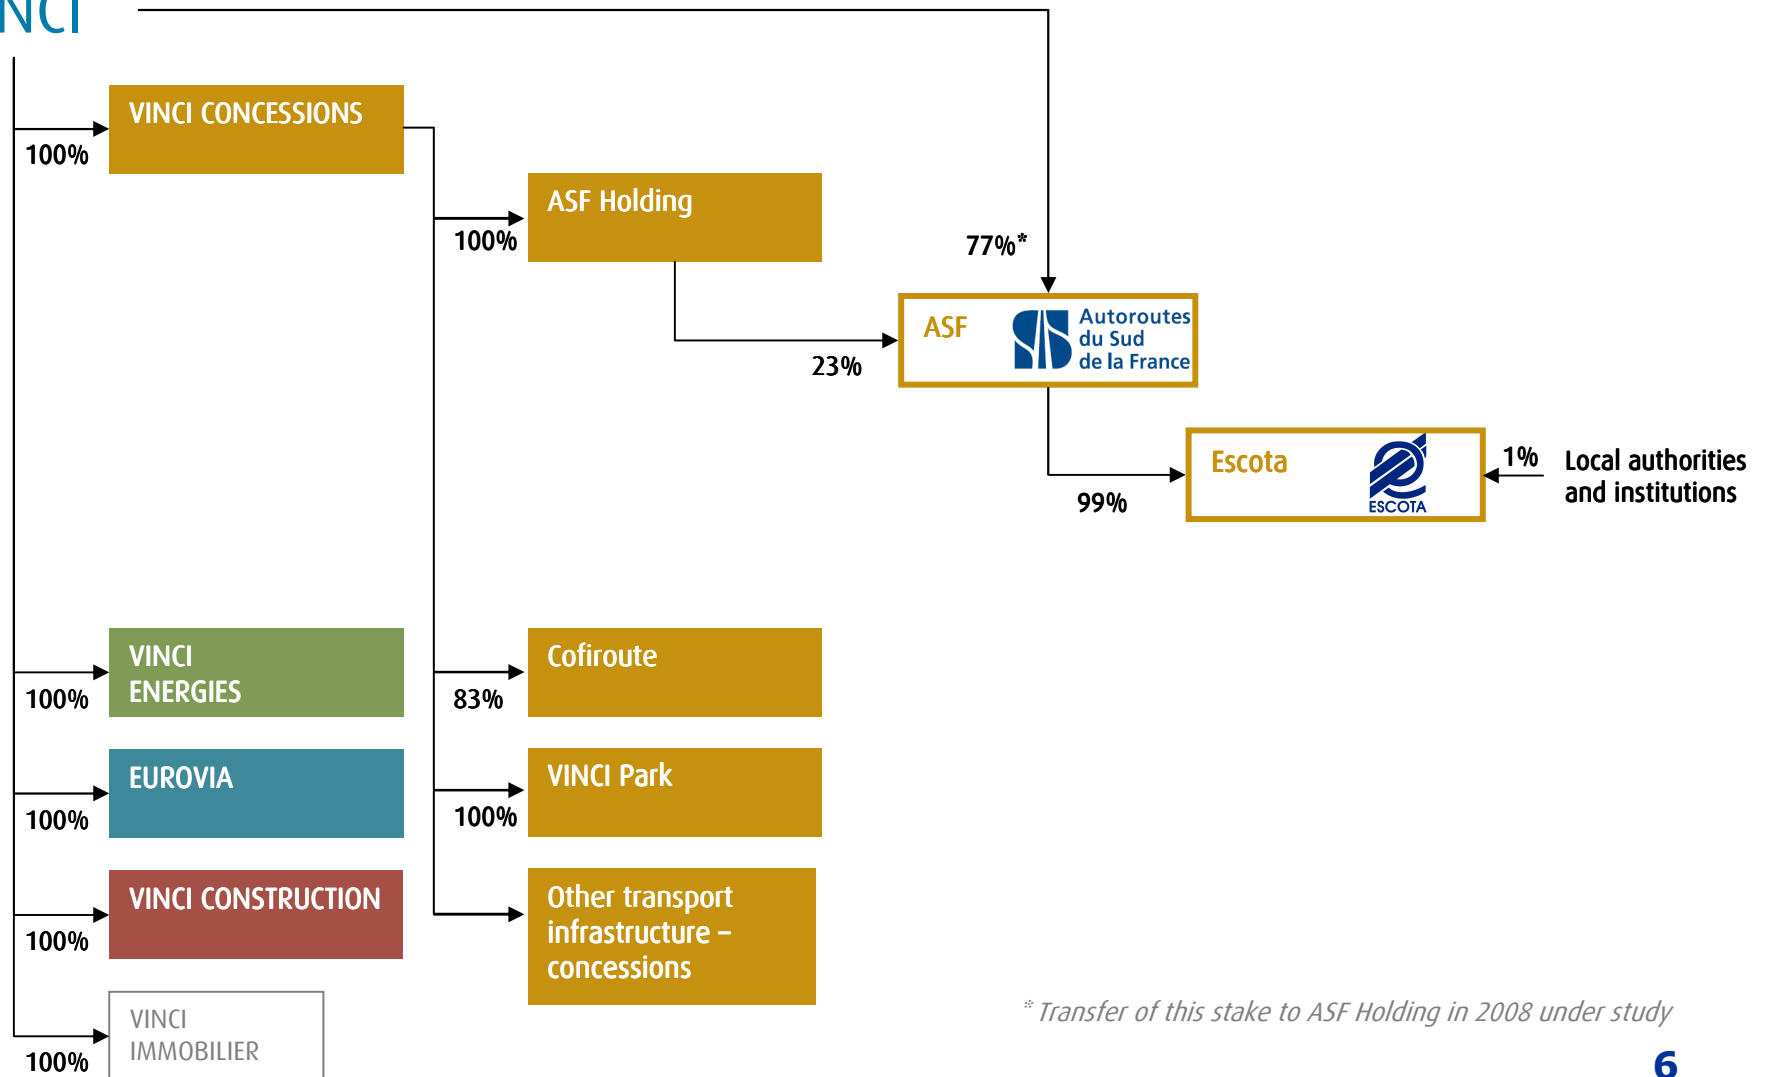 NCI
VINCI CONCESSIONS
100%
ASF Holding
100%
77%*
ASF
Autoroutes
du Sud
de la France
23%
Escota
ESCOTA
1%
Local authorities
and institutions
99%
VINCI
ENERGIES
100%
Cofiroute
83%
EUROVIA
100%
VINCI Park
100%
VINCI CONSTRUCTION
100%
Other transport
infrastructure –
concessions
VINCI
IMMOBILIER
100%
* Transfer of this stake to ASF Holding in 2008 under study
6